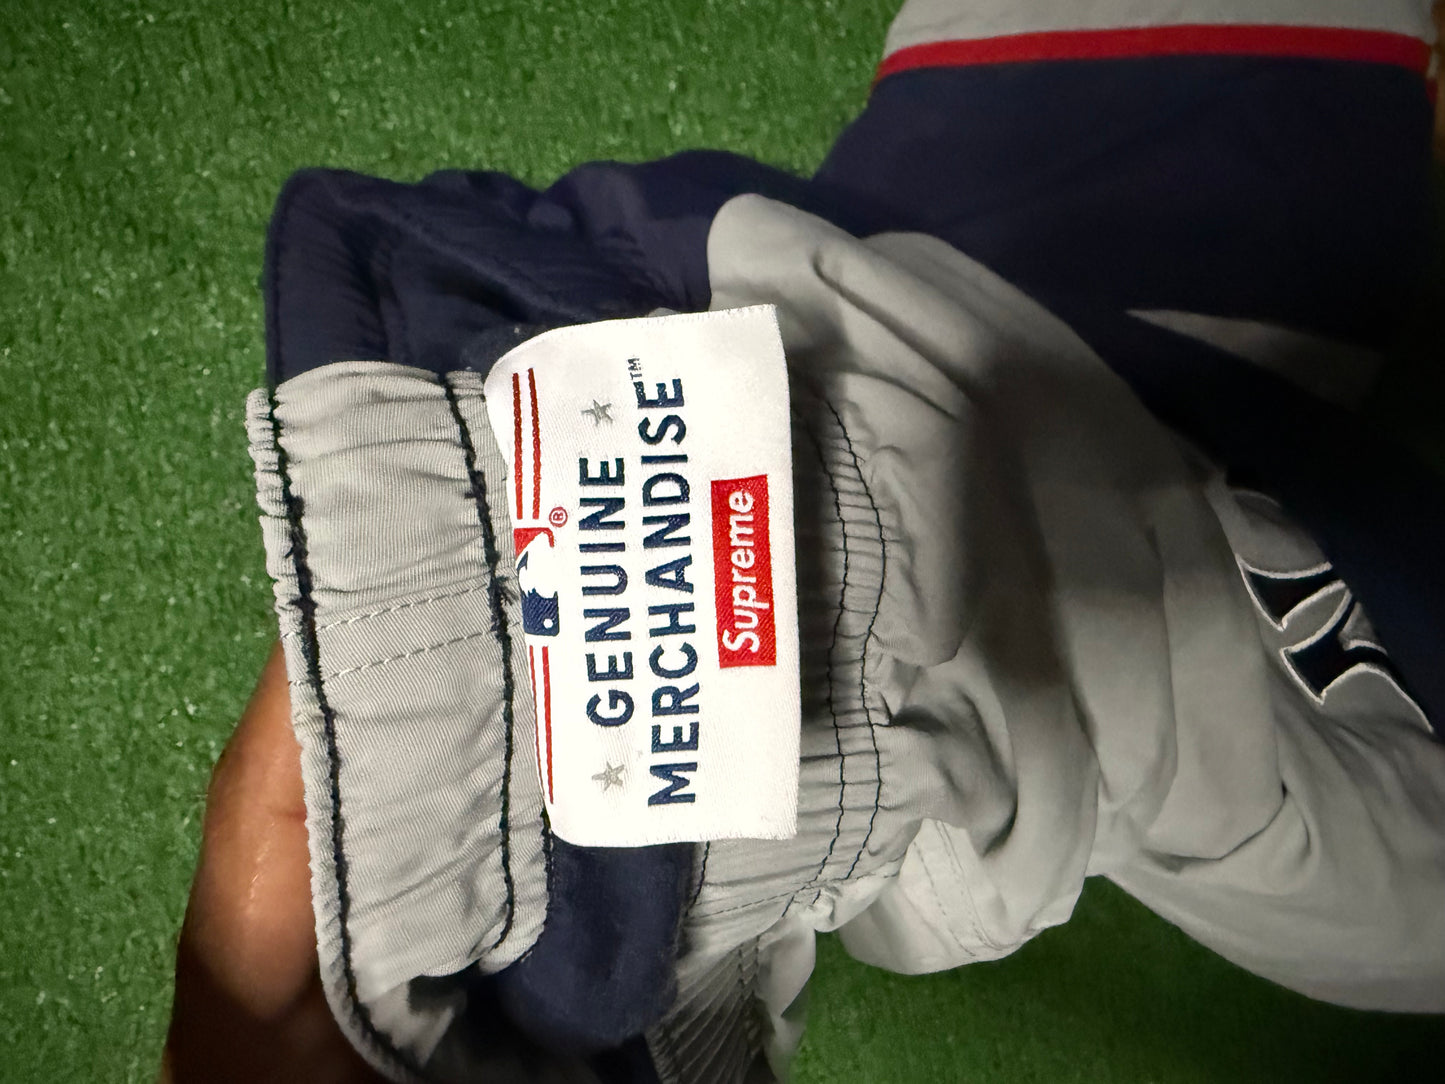 ®
GENUINE
MERCHANDISE™
Supreme